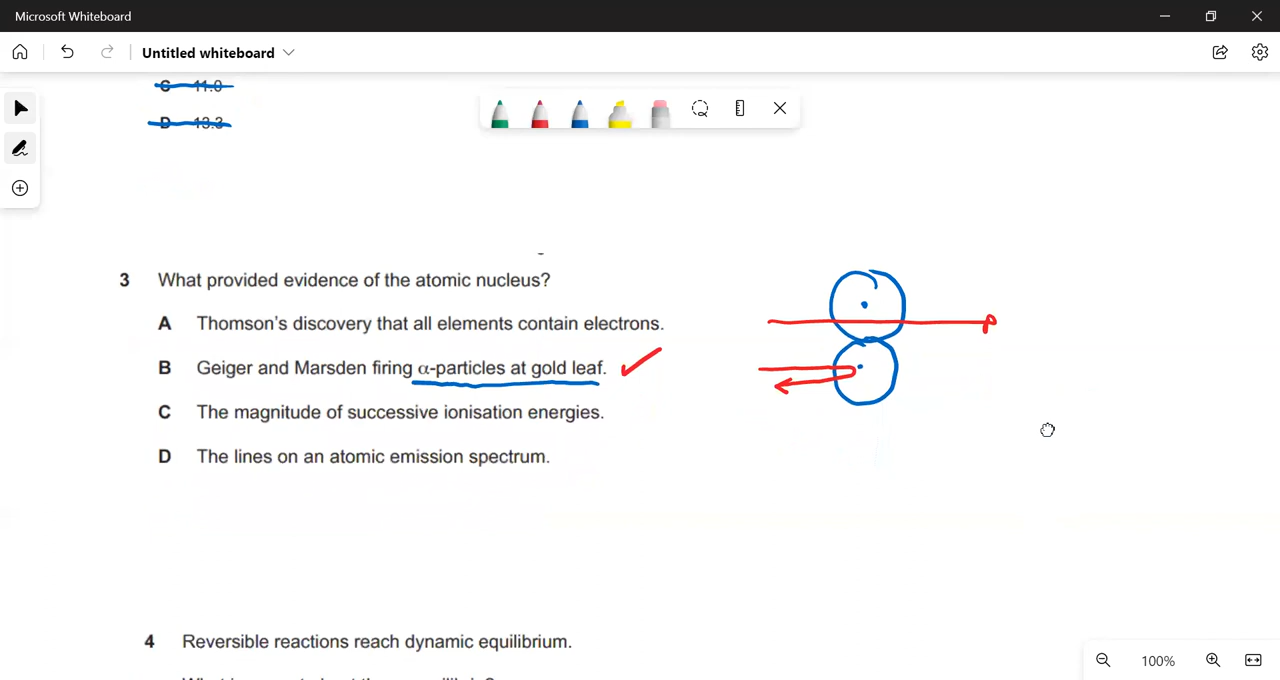 Microsoft Whiteboard
Untitled whiteboard
C 11.0
D 13.3
3 What provided evidence of the atomic nucleus?
A Thomson's discovery that all elements contain electrons.
B Geiger and Marsden firing α-particles at gold leaf.
C The magnitude of successive ionisation energies.
D The lines on an atomic emission spectrum.
4 Reversible reactions reach dynamic equilibrium.
100%